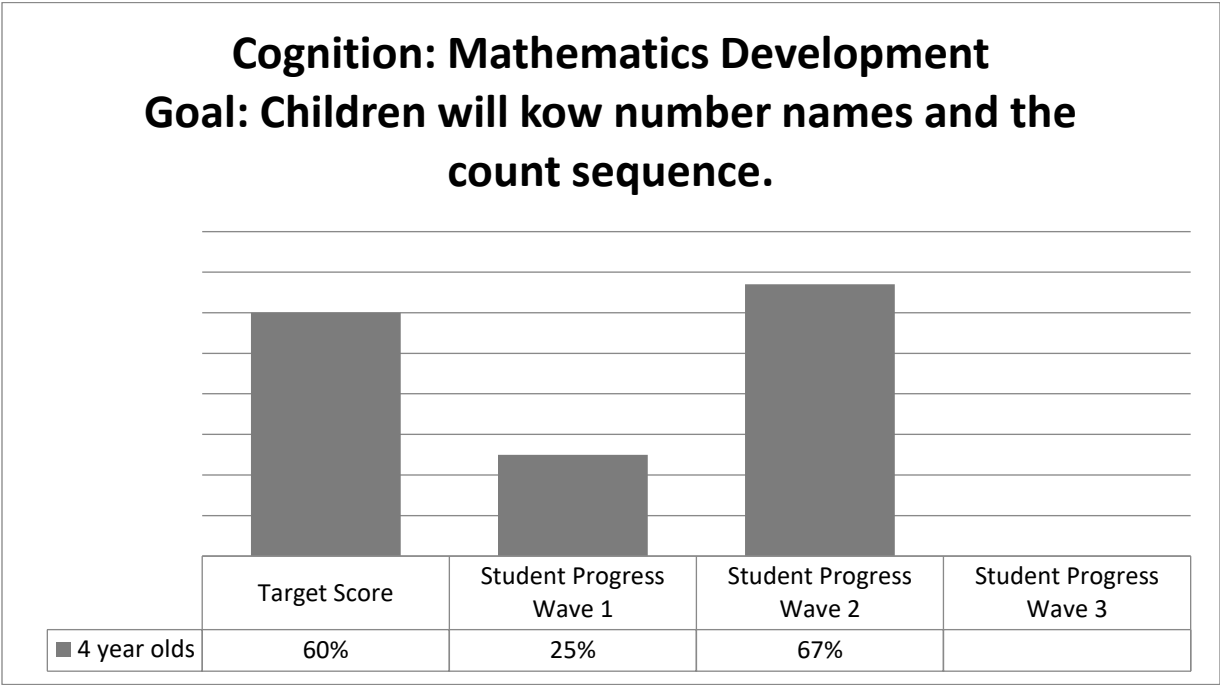 Cognition: Mathematics Development
Goal: Children will kow number names and the
count sequence.
Target Score
Student Progress
Wave 1
Student Progress
Wave 2
Student Progress
Wave 3
4 year olds
60%
25%
67%